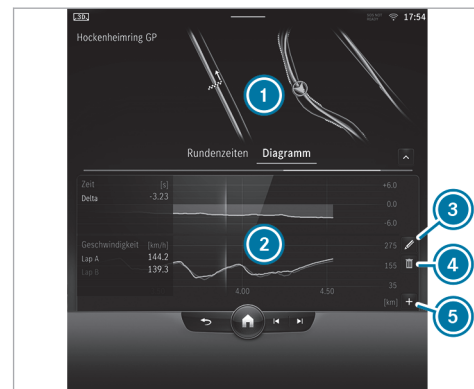 3D
17:54
Hockenheimring GP
1
Rundenzeiten Diagramm
Zeit [s]
Delta -3.23
+6.0
0.0
-6.0
3
Geschwindigkeit [km/h]
Lap A 144.2
Lap B 139.3
2
275
155
35
4
4.00 4.50
[km] +
5